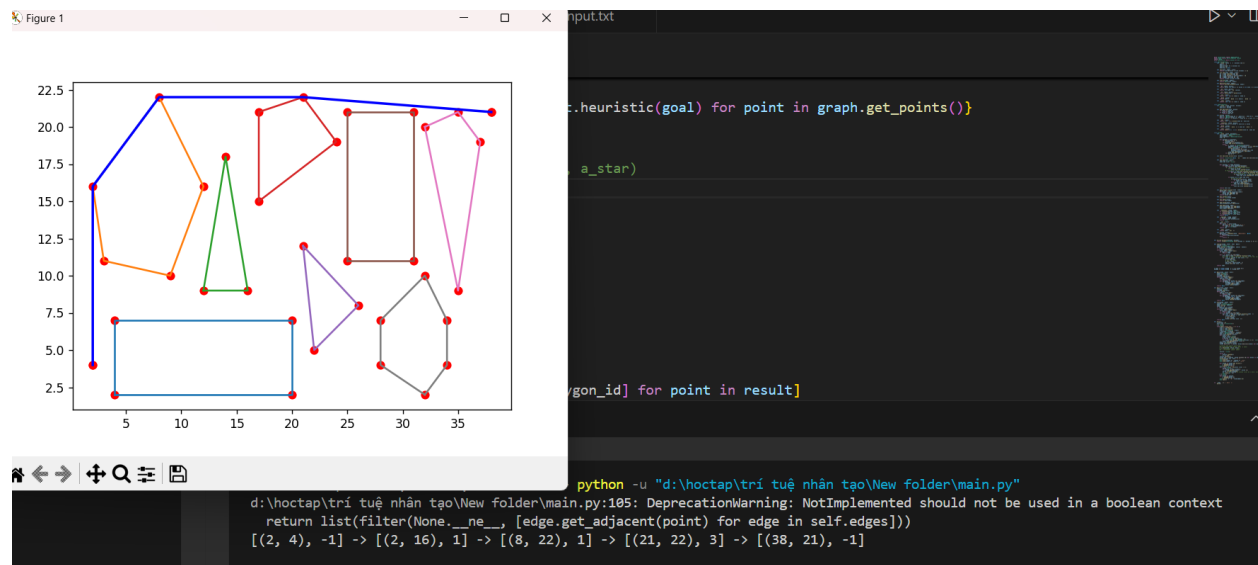 Figure 1
nput.txt
t.heuristic(goal) for point in graph.get_points()}
, a_star)
ygon_id] for point in result]
22.5
20.0
17.5
15.0
12.5
10.0
7.5
5.0
2.5
5 10 15 20 25 30 35
python -u "d:\hoctap\trí tuệ nhân tạo\New folder\main.py"
d:\hoctap\trí tuệ nhân tạo\New folder\main.py:105: DeprecationWarning: NotImplemented should not be used in a boolean context
return list(filter(None.__ne__, [edge.get_adjacent(point) for edge in self.edges]))
[(2, 4), -1] -> [(2, 16), 1] -> [(8, 22), 1] -> [(21, 22), 3] -> [(38, 21), -1]